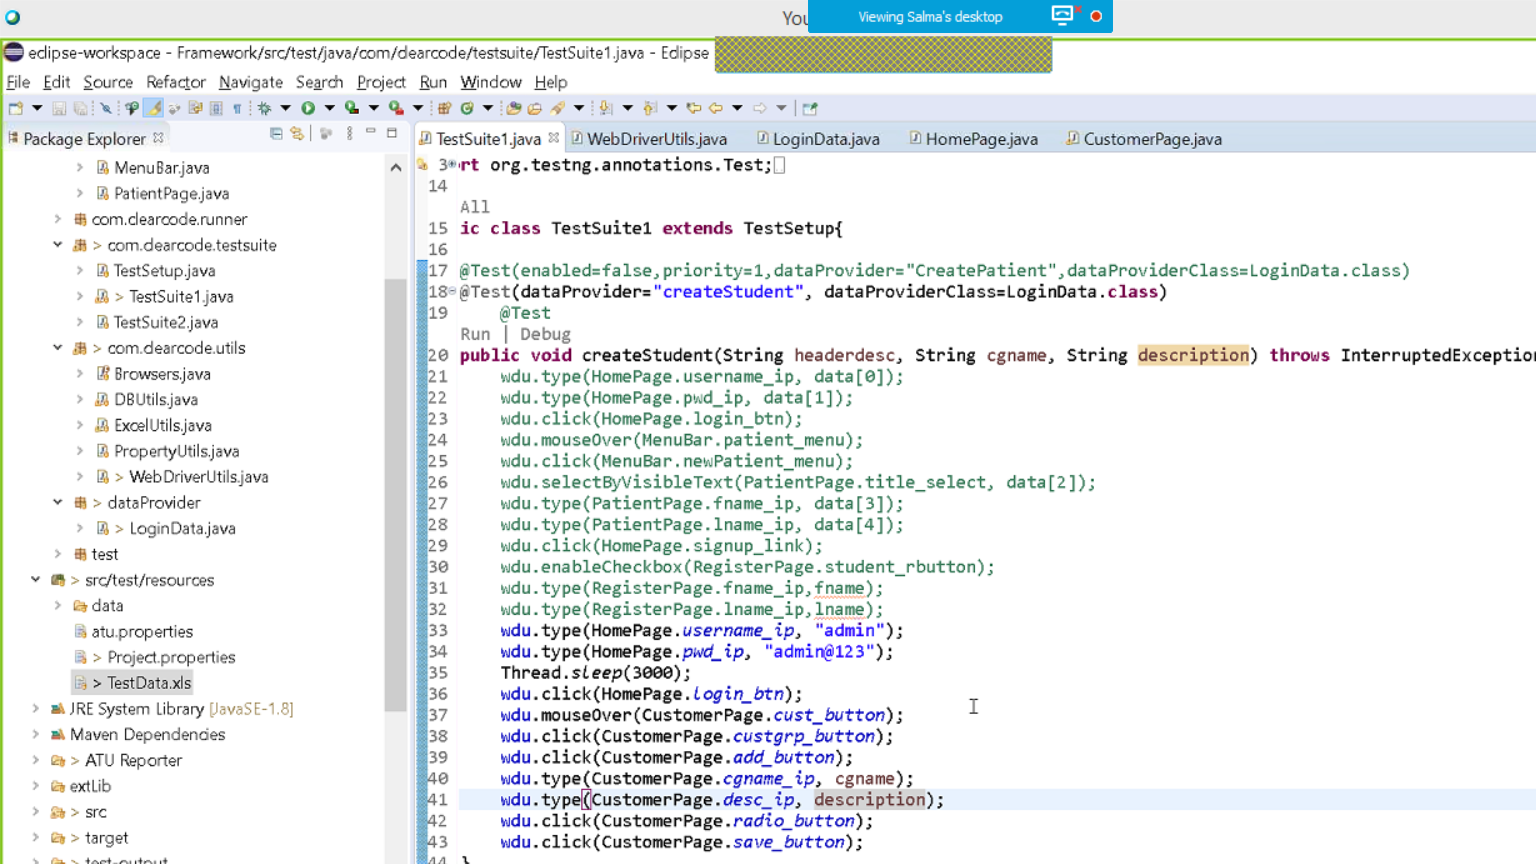 You
Viewing Salma's desktop
eclipse-workspace - Framework/src/test/java/com/clearcode/testsuite/TestSuite1.java - Eclipse
File Edit Source Refactor Navigate Search Project Run Window Help
Package Explorer
MenuBar.java
PatientPage.java
com.clearcode.runner
> com.clearcode.testsuite
TestSetup.java
> TestSuite1.java
TestSuite2.java
> com.clearcode.utils
Browsers.java
DBUtils.java
ExcelUtils.java
PropertyUtils.java
> WebDriverUtils.java
> dataProvider
> LoginData.java
test
> src/test/resources
data
atu.properties
> Project.properties
> TestData.xls
JRE System Library [JavaSE-1.8]
Maven Dependencies
> ATU Reporter
extLib
> src
> target
> test-output
TestSuite1.java WebDriverUtils.java LoginData.java HomePage.java CustomerPage.java
3 rt org.testng.annotations.Test;
14
All
15 ic class TestSuite1 extends TestSetup{
16
17 @Test(enabled=false,priority=1,dataProvider="CreatePatient",dataProviderClass=LoginData.class)
18 @Test(dataProvider="createStudent", dataProviderClass=LoginData.class)
19 @Test
Run | Debug
20 public void createStudent(String headerdesc, String cgname, String description) throws InterruptedException
21 wdu.type(HomePage.username_ip, data[0]);
22 wdu.type(HomePage.pwd_ip, data[1]);
23 wdu.click(HomePage.login_btn);
24 wdu.mouseOver(MenuBar.patient_menu);
25 wdu.click(MenuBar.newPatient_menu);
26 wdu.selectByVisibleText(PatientPage.title_select, data[2]);
27 wdu.type(PatientPage.fname_ip, data[3]);
28 wdu.type(PatientPage.lname_ip, data[4]);
29 wdu.click(HomePage.signup_link);
30 wdu.enableCheckbox(RegisterPage.student_rbutton);
31 wdu.type(RegisterPage.fname_ip,fname);
32 wdu.type(RegisterPage.lname_ip,lname);
33 wdu.type(HomePage.username_ip, "admin");
34 wdu.type(HomePage.pwd_ip, "admin@123");
35 Thread.sleep(3000);
36 wdu.click(HomePage.login_btn);
37 wdu.mouseOver(CustomerPage.cust_button);
38 wdu.click(CustomerPage.custgrp_button);
39 wdu.click(CustomerPage.add_button);
40 wdu.type(CustomerPage.cgname_ip, cgname);
41 wdu.type(CustomerPage.desc_ip, description);
42 wdu.click(CustomerPage.radio_button);
43 wdu.click(CustomerPage.save_button);
44 }